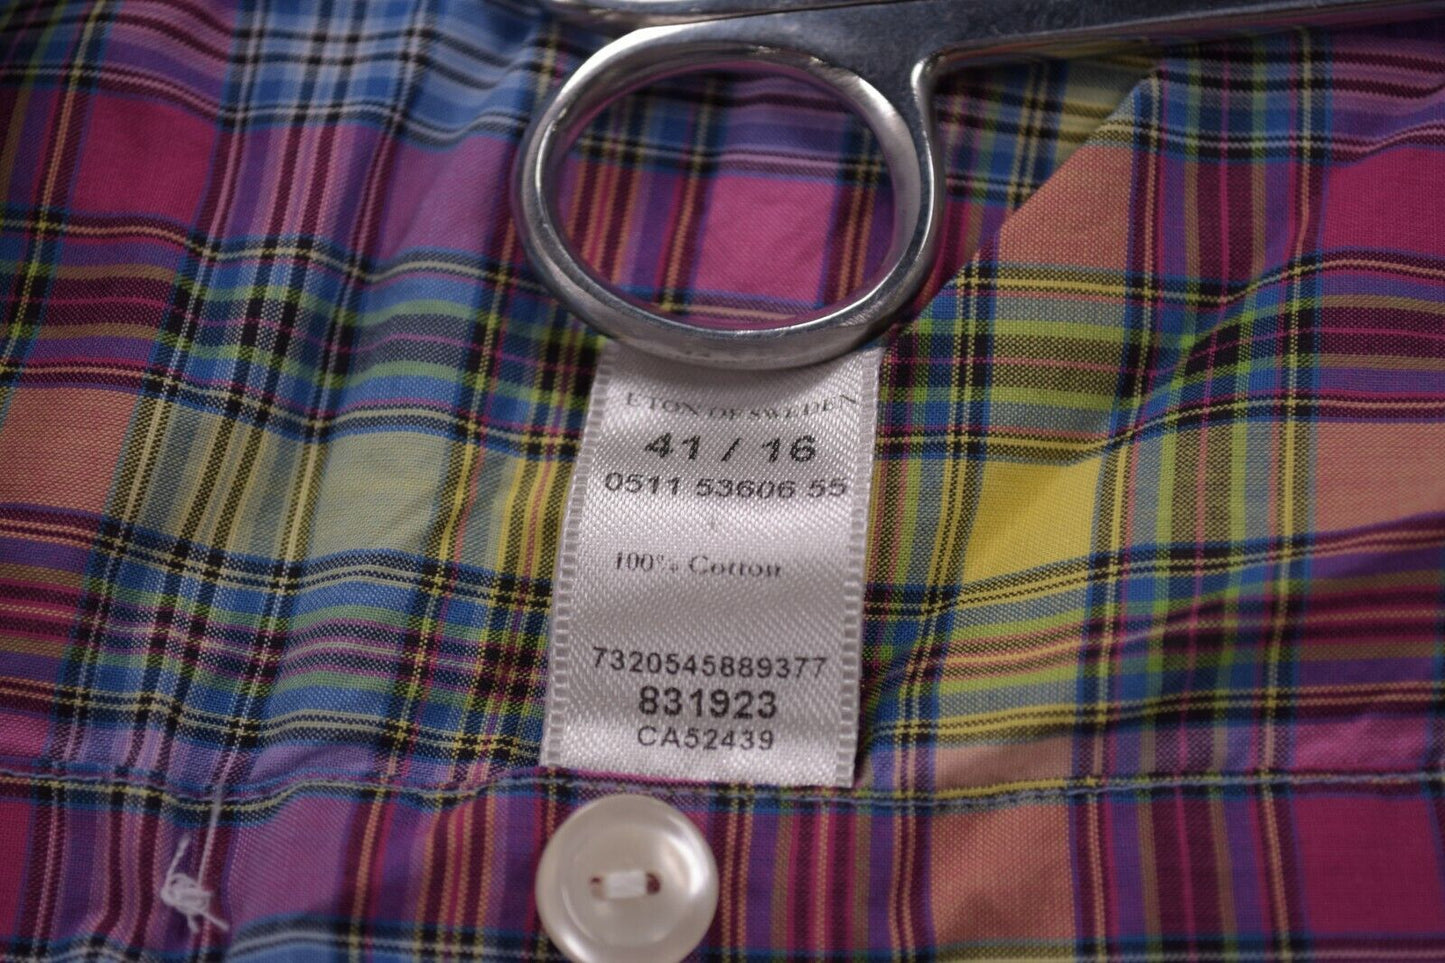 ETON OF SWEDEN
41 / 16
0511 53606 55
100% Cotton
7320545889377
831923
CA52439